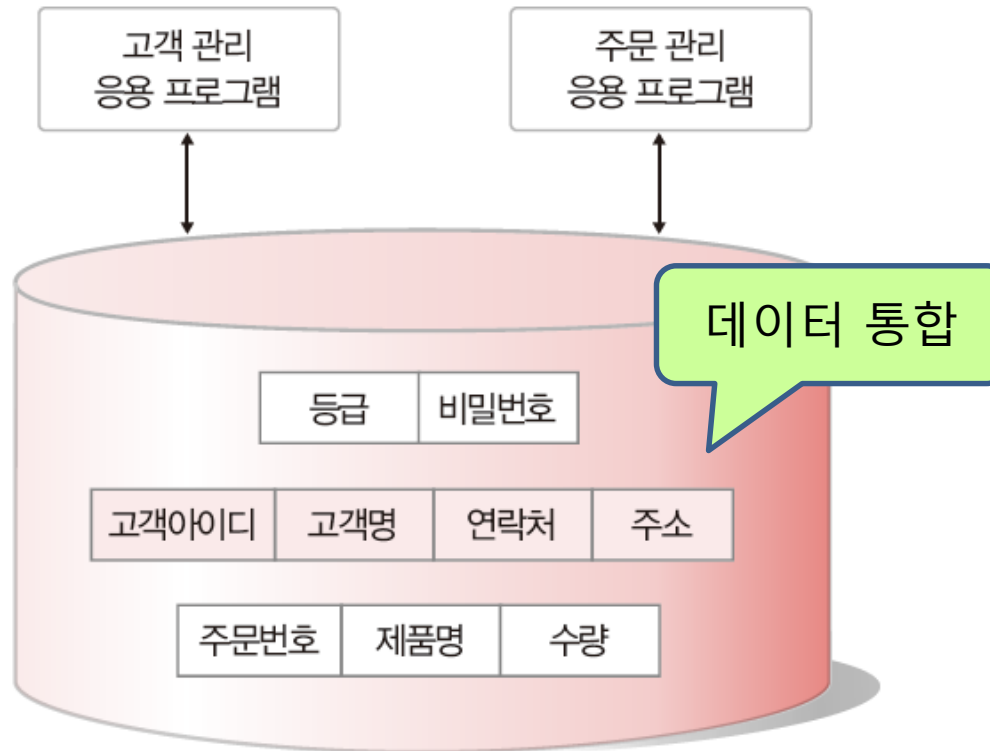 고객 관리
응용 프로그램
주문 관리
응용 프로그램
데이터 통합
등급 비밀번호
고객아이디 고객명 연락처 주소
주문번호 제품명 수량